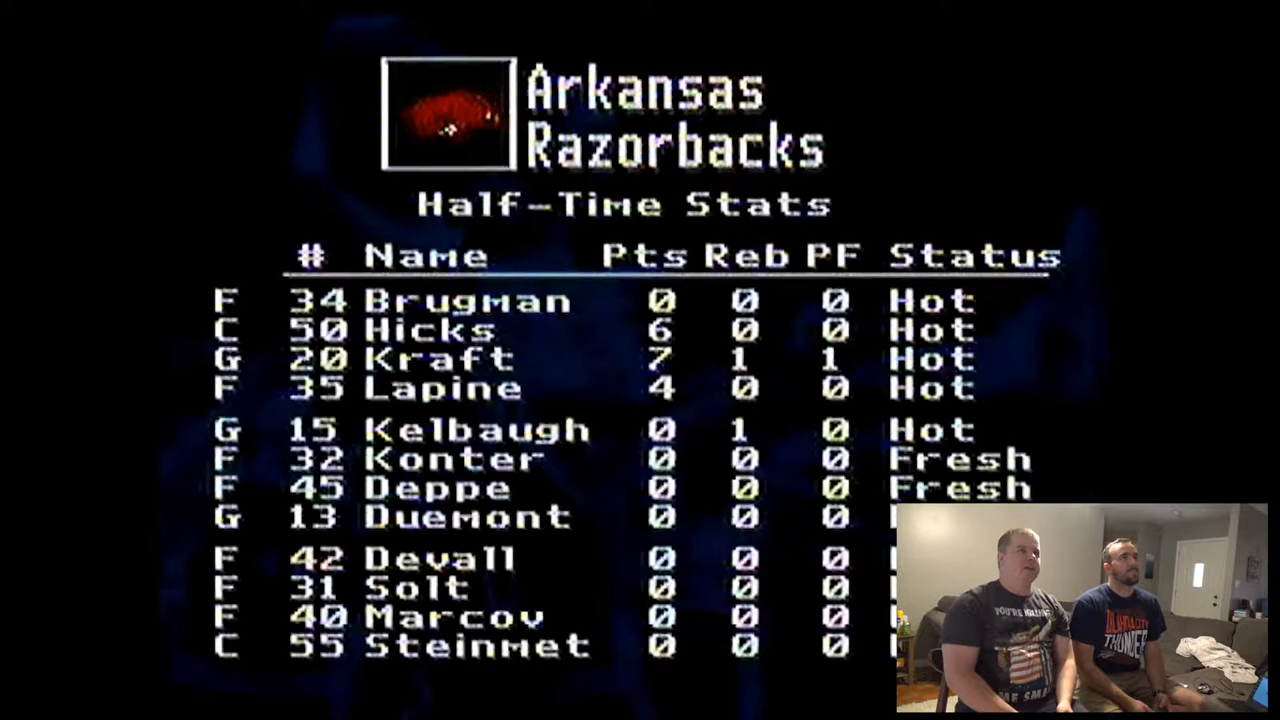 Arkansas
Razorbacks
Half-Time Stats
# Name Pts Reb PF Status
F 34 Brugman 0 0 0 Hot
C 50 Hicks 6 0 0 Hot
G 20 Kraft 7 1 1 Hot
F 35 Lapine 4 0 0 Hot
G 15 Kelbaugh 0 1 0 Hot
F 32 Konter 0 0 0 Fresh
F 45 Deppe 0 0 0 Fresh
G 13 Duemont 0 0 0
F 42 Devall 0 0 0
F 31 Solt 0 0 0
F 40 Marcov 0 0 0
C 55 Steinmet 0 0 0
YOU'RE
ME
THUNDER